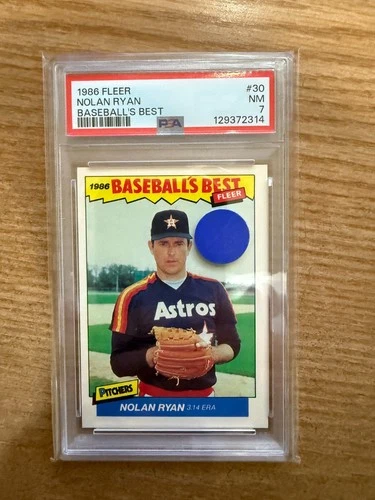 1986 FLEER #30
NOLAN RYAN NM
BASEBALL'S BEST 7
PSA 129372314
1986 BASEBALL'S BEST
FLEER
Astros
PITCHERS
NOLAN RYAN 3.14 ERA